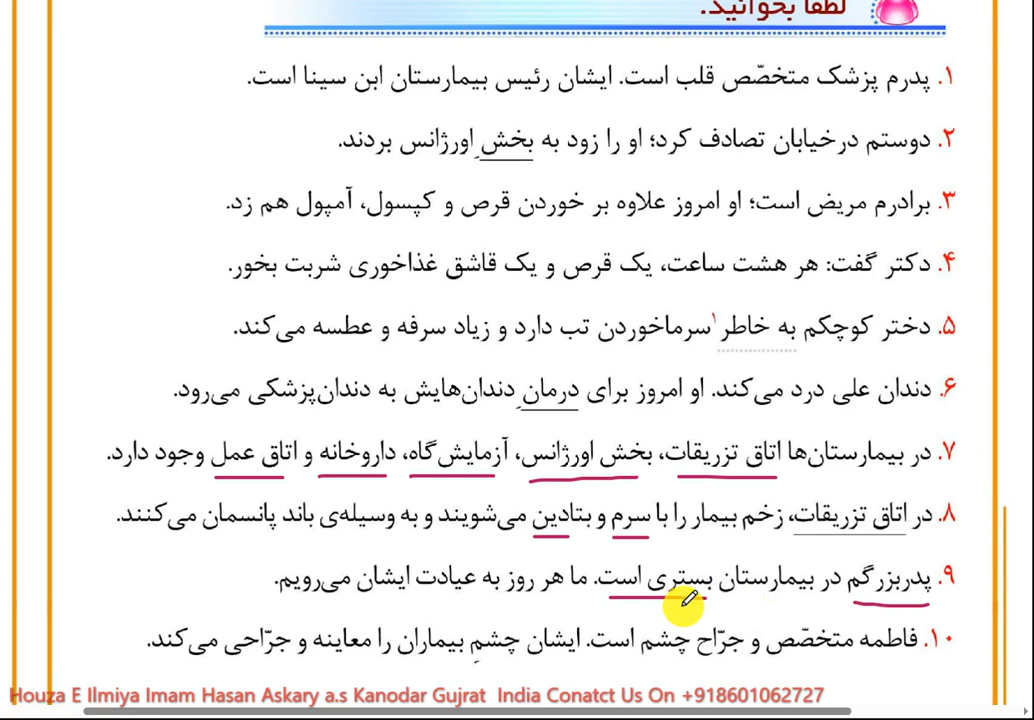 لطفاً بخوانید.
۱. پدرم پزشک متخصّص قلب است. ایشان رئیس بیمارستان ابن سینا است.
۲. دوستم درخیابان تصادف کرد؛ او را زود به بخشِ اورژانس بردند.
۳. برادرم مریض است؛ او امروز علاوه بر خوردن قرص و کپسول، آمپول هم زد.
۴. دکتر گفت: هر هشت ساعت، یک قرص و یک قاشق غذاخوری شربت بخور.
۵. دختر کوچکم به خاطر۱ سرماخوردن تب دارد و زیاد سرفه و عطسه می‌کند.
۶. دندان علی درد می‌کند. او امروز برای درمانِ دندان‌هایش به دندان‌پزشکی می‌رود.
۷. در بیمارستان‌ها اتاق تزریقات، بخش اورژانس، آزمایش‌گاه، داروخانه و اتاق عمل وجود دارد.
۸. در اتاق تزریقات، زخم بیمار را با سرم و بتادین می‌شویند و به وسیله‌ی باند پانسمان می‌کنند.
۹. پدربزرگم در بیمارستان بستری است. ما هر روز به عیادت ایشان می‌رویم.
۱۰. فاطمه متخصّص و جرّاح چشم است. ایشان چشمِ بیماران را معاینه و جرّاحی می‌کند.
Houza E Ilmiya Imam Hasan Askary a.s Kanodar Gujrat India Conatct Us On +918601062727